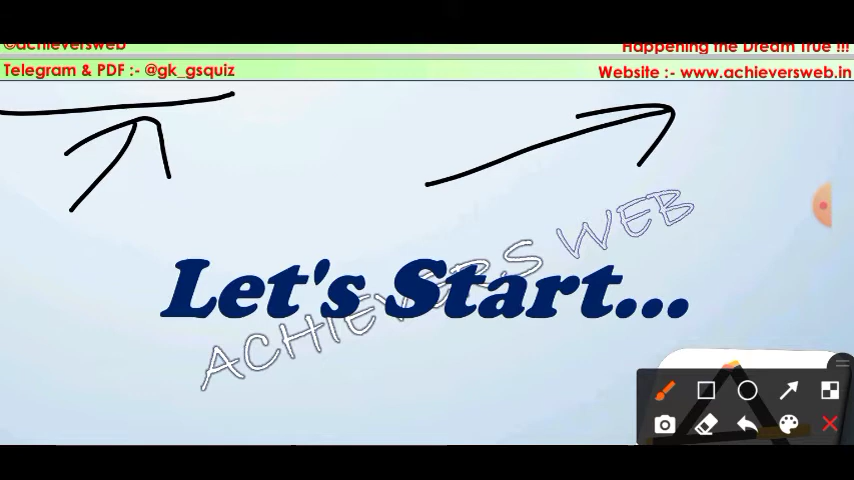 ©achieversweb
Happening the Dream True !!!
Telegram & PDF :- @gk_gsquiz
Website :- www.achieversweb.in
Let's Start...
ACHIEVERS WEB